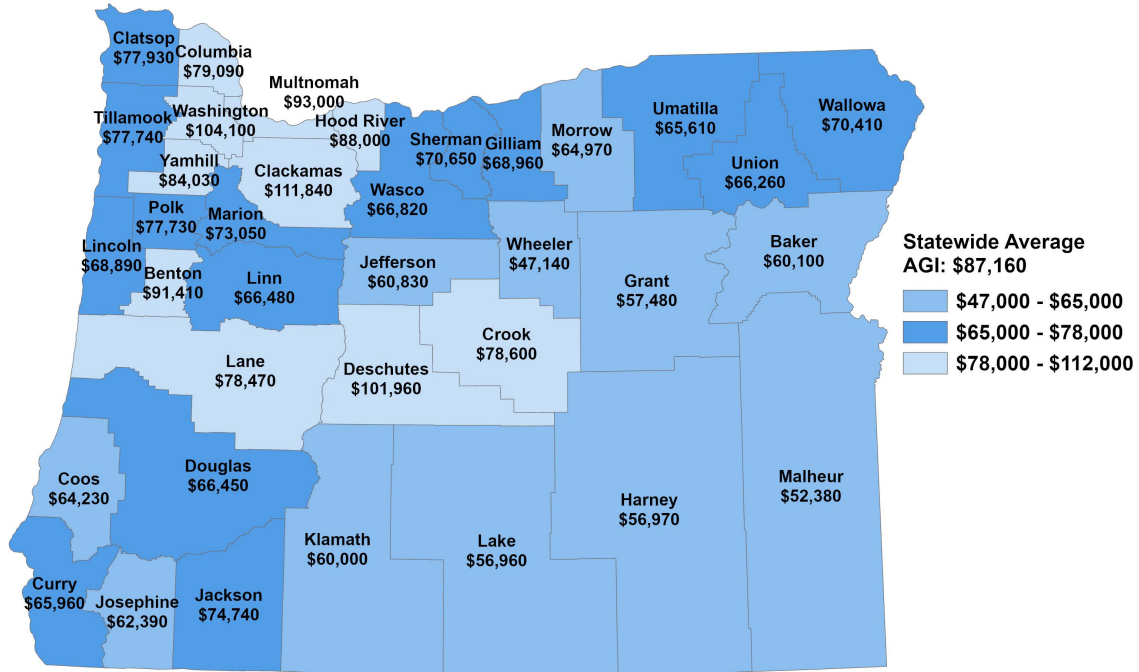 Clatsop
$77,930
Columbia
$79,090
Multnomah
$93,000
Tillamook
$77,740
Washington
$104,100
Hood River
$88,000
Yamhill
$84,030
Clackamas
$111,840
Sherman
$70,650
Gilliam
$68,960
Morrow
$64,970
Umatilla
$65,610
Wallowa
$70,410
Union
$66,260
Wasco
$66,820
Polk
$77,730
Marion
$73,050
Lincoln
$68,890
Benton
$91,410
Linn
$66,480
Jefferson
$60,830
Wheeler
$47,140
Grant
$57,480
Baker
$60,100
Lane
$78,470
Deschutes
$101,960
Crook
$78,600
Coos
$64,230
Douglas
$66,450
Klamath
$60,000
Lake
$56,960
Harney
$56,970
Malheur
$52,380
Curry
$65,960
Josephine
$62,390
Jackson
$74,740
Statewide Average
AGI: $87,160
$47,000 - $65,000
$65,000 - $78,000
$78,000 - $112,000